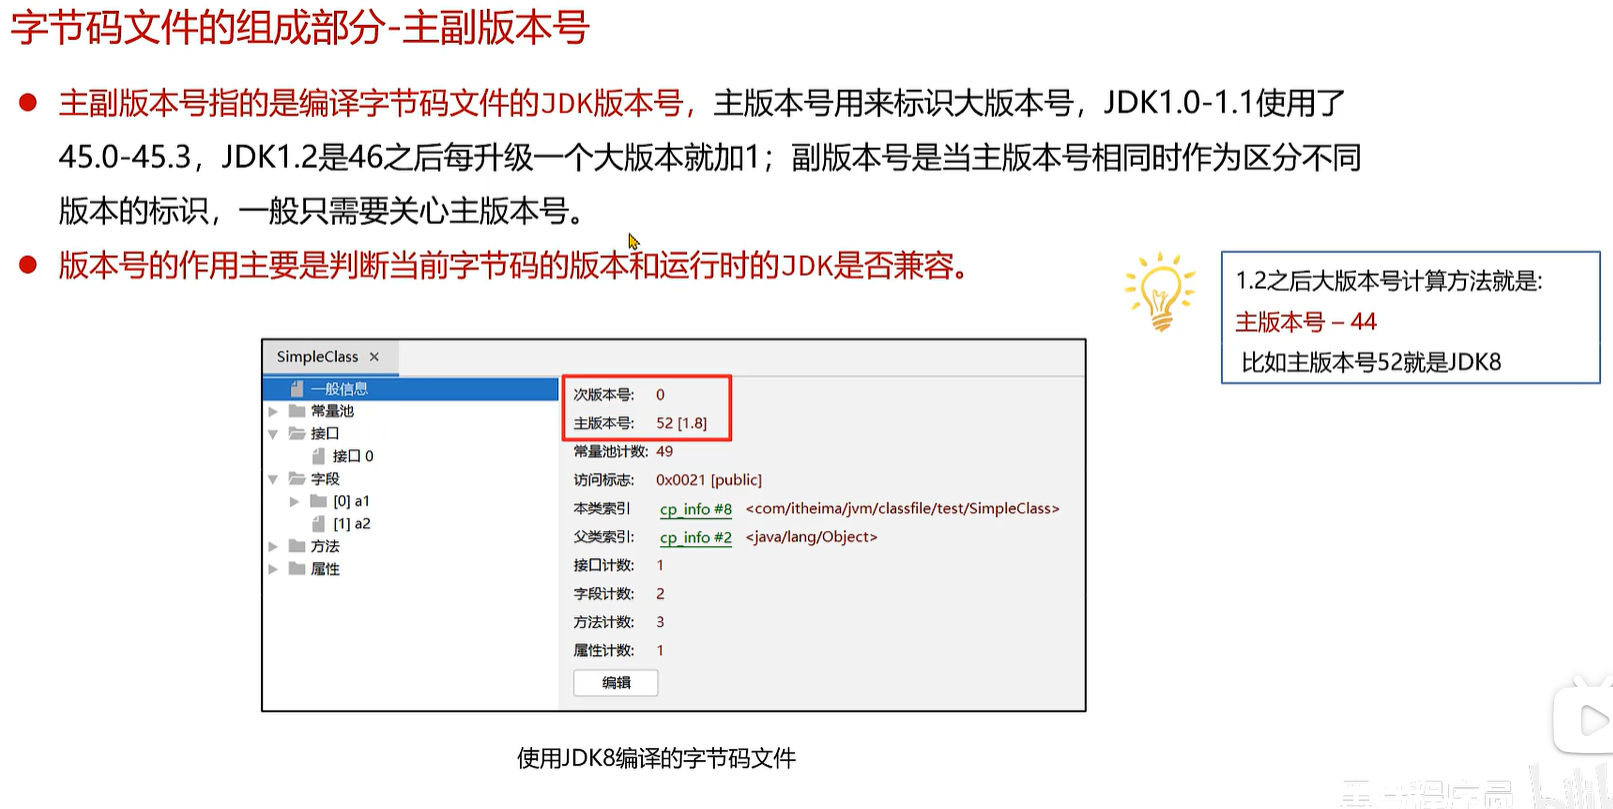 字节码文件的组成部分-主副版本号
主副版本号指的是编译字节码文件的JDK版本号，主版本号用来标识大版本号，JDK1.0-1.1使用了
45.0-45.3，JDK1.2是46之后每升级一个大版本就加1；副版本号是当主版本号相同时作为区分不同
版本的标识，一般只需要关心主版本号。
版本号的作用主要是判断当前字节码的版本和运行时的JDK是否兼容。
1.2之后大版本号计算方法就是:
主版本号 – 44
比如主版本号52就是JDK8
SimpleClass ×
一般信息
常量池
接口
接口 0
字段
[0] a1
[1] a2
方法
属性
次版本号: 0
主版本号: 52 [1.8]
常量池计数: 49
访问标志: 0x0021 [public]
本类索引 cp_info #8 <com/itheima/jvm/classfile/test/SimpleClass>
父类索引: cp_info #2 <java/lang/Object>
接口计数: 1
字段计数: 2
方法计数: 3
属性计数: 1
编辑
使用JDK8编译的字节码文件